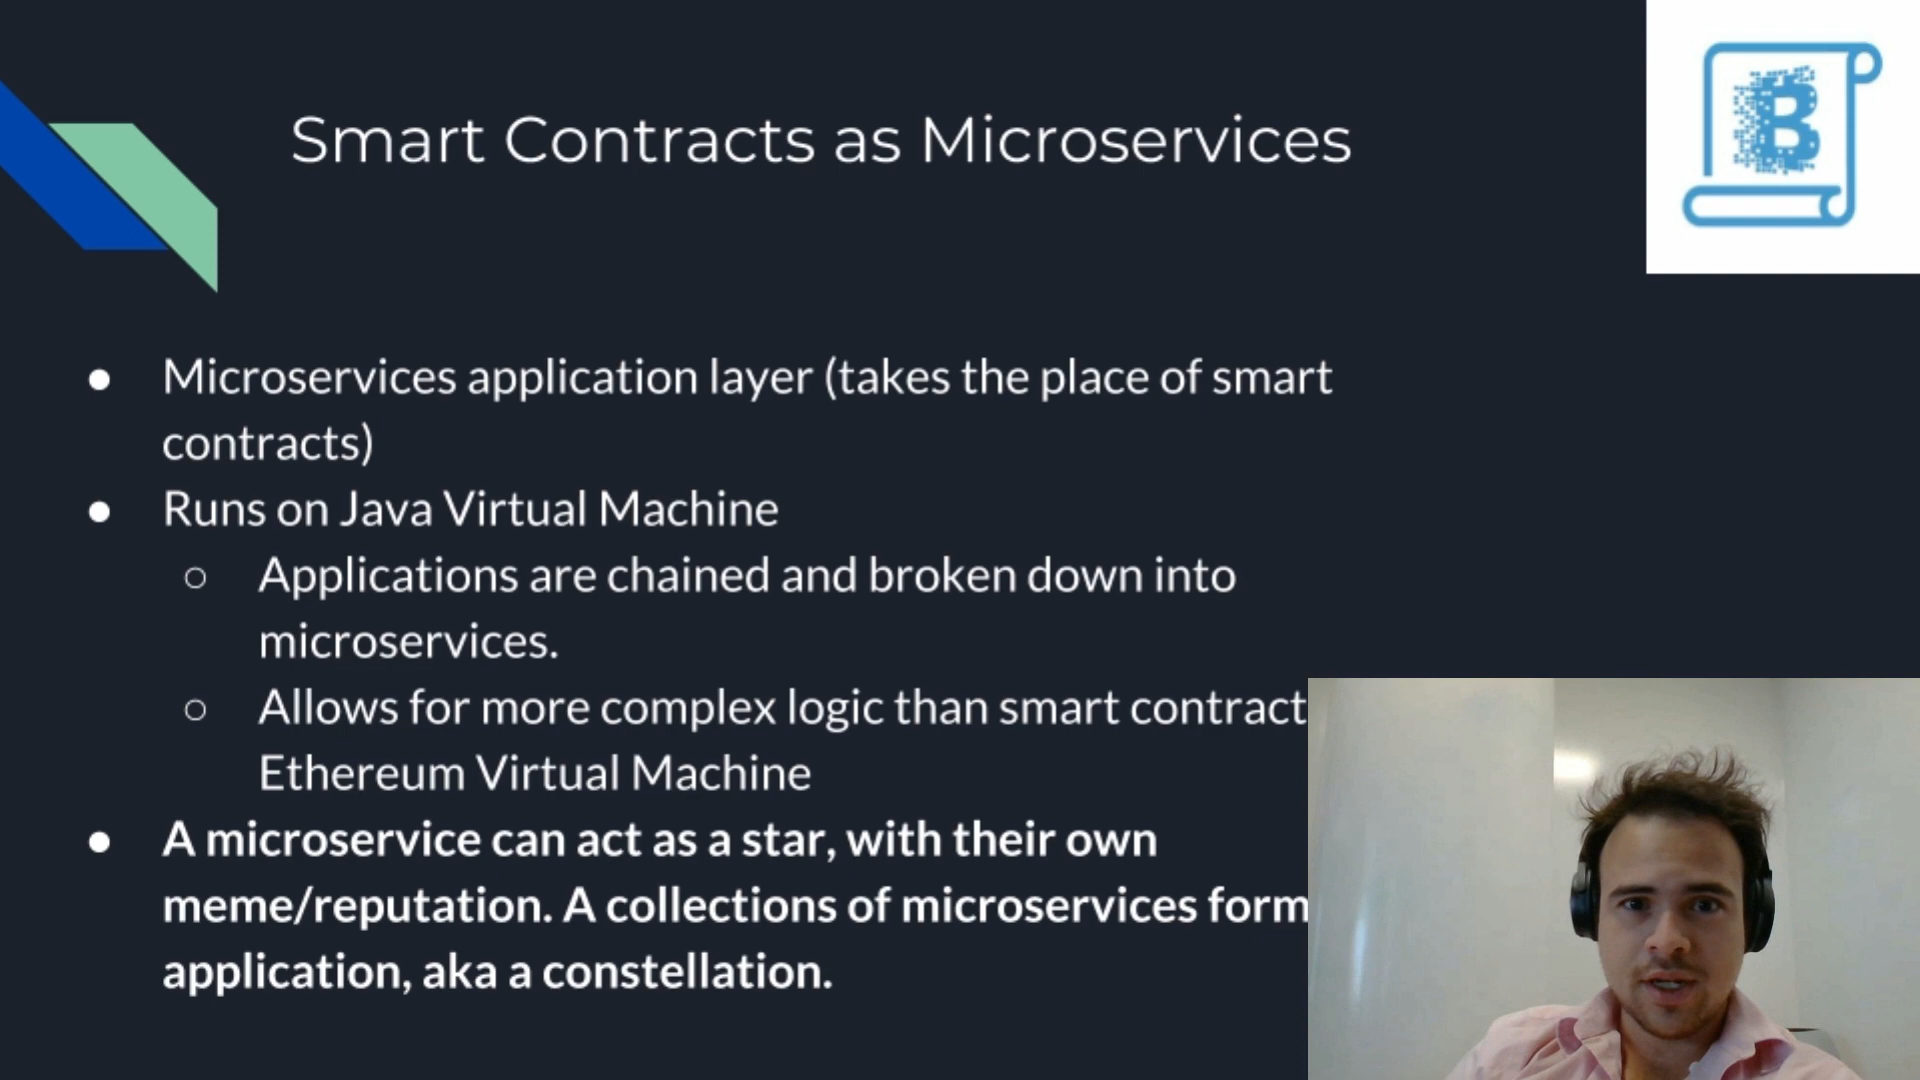 Smart Contracts as Microservices
● Microservices application layer (takes the place of smart
contracts)
● Runs on Java Virtual Machine
○ Applications are chained and broken down into
microservices.
○ Allows for more complex logic than smart contract
Ethereum Virtual Machine
● A microservice can act as a star, with their own
meme/reputation. A collections of microservices form
application, aka a constellation.